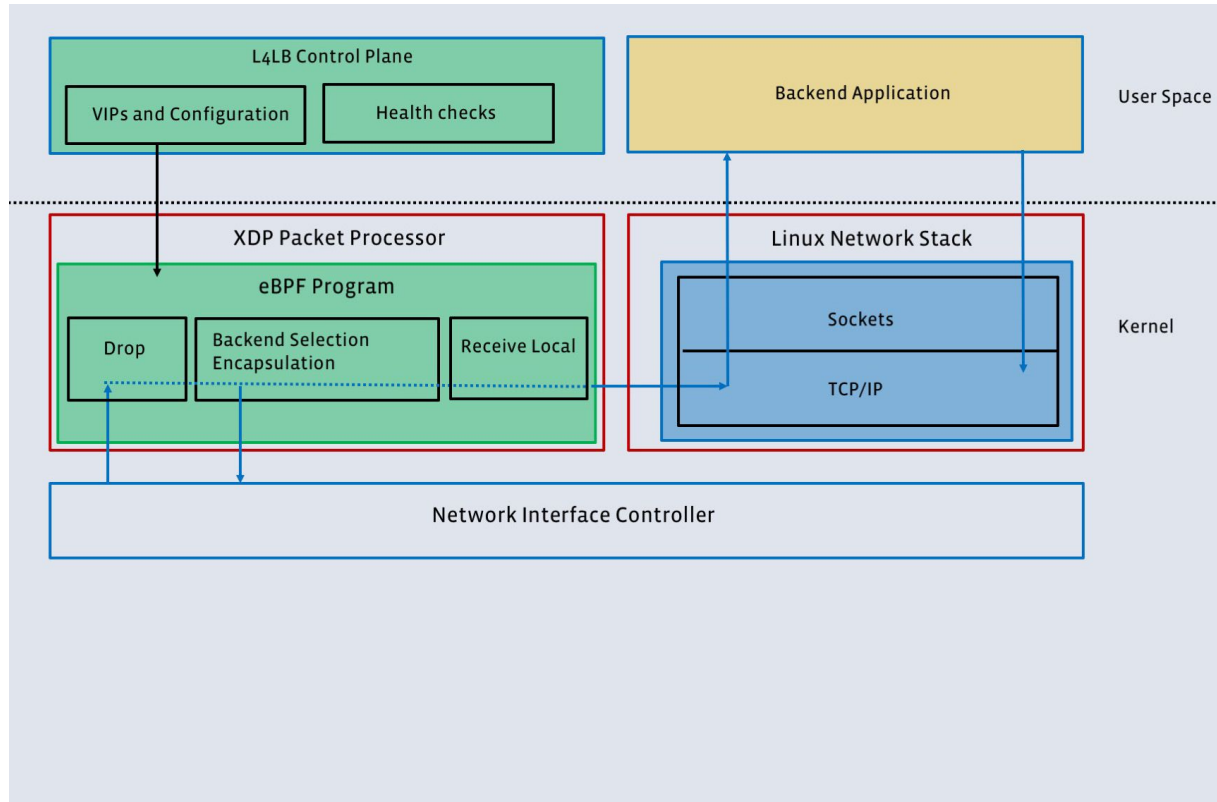 L4LB Control Plane
VIPs and Configuration
Health checks
Backend Application
User Space
XDP Packet Processor
eBPF Program
Drop
Backend Selection
Encapsulation
Receive Local
Linux Network Stack
Sockets
TCP/IP
Kernel
Network Interface Controller